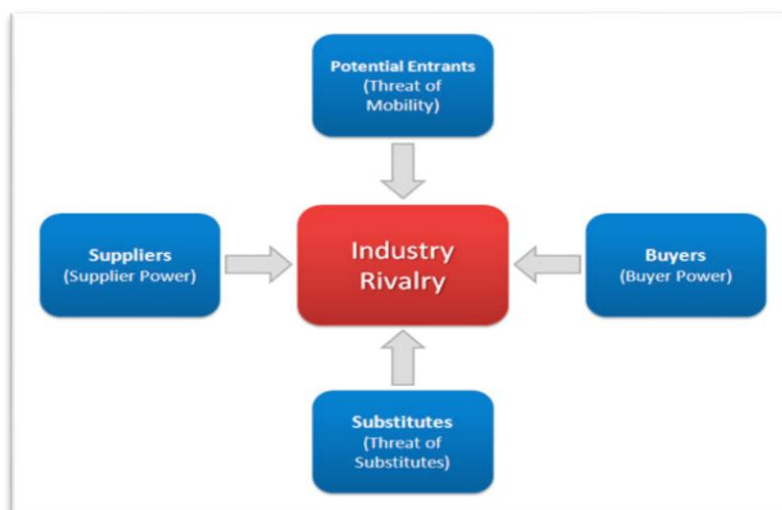 Potential Entrants
(Threat of
Mobility)
Suppliers
(Supplier Power)
Industry
Rivalry
Buyers
(Buyer Power)
Substitutes
(Threat of
Substitutes)